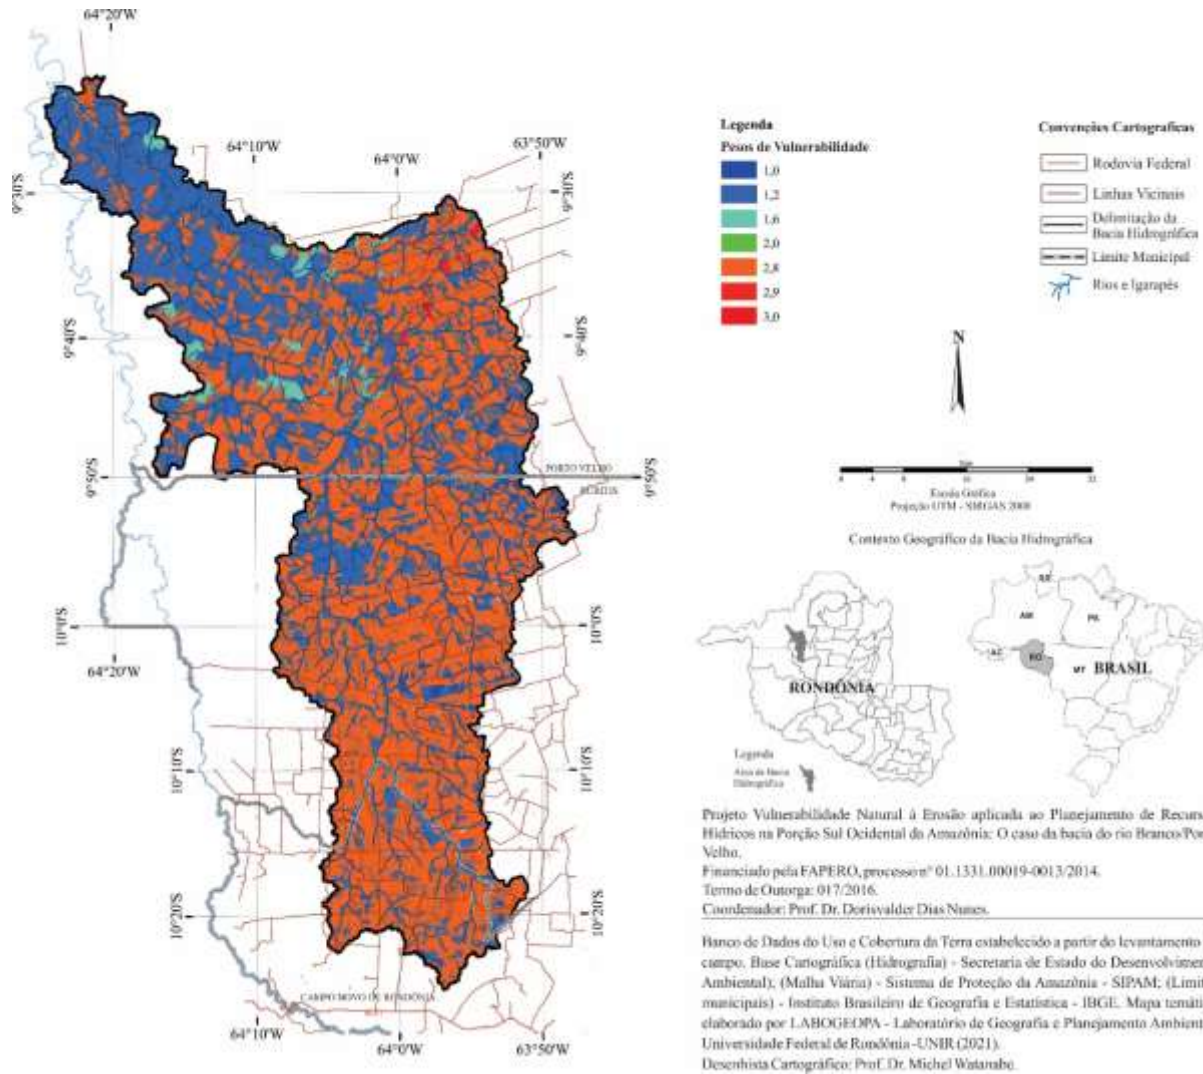 64°20'W
64°10'W
64°0'W
63°50'W
9°30'S
9°30'S
9°40'S
9°40'S
9°50'S
9°50'S
PORTO VELHO
BURITIS
10°0'S
10°0'S
64°20'W
10°10'S
10°10'S
10°20'S
10°20'S
CAMPO NOVO DE RONDÔNIA
64°10'W
64°0'W
63°50'W
Legenda
Pesos de Vulnerabilidade
1,0
1,2
1,6
2,0
2,8
2,9
3,0
Convenções Cartograficas
Rodovia Federal
Linhas Vicinais
Delimitação da
Bacia Hidrográfica
Limite Municipal
Rios e Igarapés
N
Escala Gráfica
Projeção UTM - SIRGAS 2000
Contexto Geográfico da Bacia Hidrográfica
RONDÔNIA
Legenda
Área de Bacia
Hidrográfica
RR
AM
PA
AC
RO
MT BRASIL
Projeto Vulnerabilidade Natural à Erosão aplicada ao Planejamento de Recurs
Hídricos na Porção Sul Ocidental da Amazônia: O caso da bacia do rio Branco/Por
Velho.
Financiado pela FAPERO, processo nº 01.1331.00019-0013/2014.
Termo de Outorga: 017/2016.
Coordenador: Prof. Dr. Dorisvalder Dias Nunes.
Banco de Dados do Uso e Cobertura da Terra estabelecido a partir do levantamento
campo. Base Cartográfica (Hidrografia) - Secretaria de Estado do Desenvolvimen
Ambiental); (Malha Viária) - Sistema de Proteção da Amazônia - SIPAM; (Limit
municipais) - Instituto Brasileiro de Geografia e Estatística - IBGE. Mapa temáti
elaborado por LABOGEOPA - Laboratório de Geografia e Planejamento Ambien
Universidade Federal de Rondônia -UNIR (2021).
Desenhista Cartográfico: Prof. Dr. Michel Watanabe.